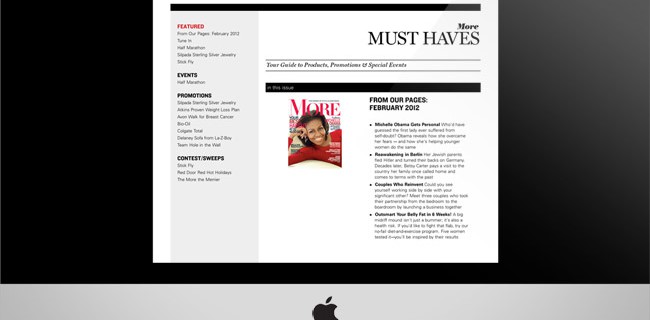 FEATURED
From Our Pages: February 2012
Tune In
Half Marathon
Silpada Sterling Silver Jewelry
Stick Fly
EVENTS
Half Marathon
PROMOTIONS
Silpada Sterling Silver Jewelry
Atkins Proven Weight Loss Plan
Avon Walk for Breast Cancer
Bio-Oil
Colgate Total
Delaney Sofa from La-Z-Boy
Team Hole in the Wall
CONTEST/SWEEPS
Stick Fly
Red Door Red Hot Holidays
The More the Merrier
More
MUST HAVES
Your Guide to Products, Promotions & Special Events
in this issue
MORE
FROM OUR PAGES:
FEBRUARY 2012
• Michelle Obama Gets Personal Who'd have
guessed the first lady ever suffered from
self-doubt? Obama reveals how she overcame
her fears — and how she's helping younger
women do the same
• Reawakening in Berlin Her Jewish parents
fled Hitler and turned their backs on Germany.
Decades later, Betsy Carter pays a visit to the
country her family once called home and
comes to terms with the past
• Couples Who Reinvent Could you see
yourself working side by side with your
significant other? Meet three couples who took
their partnership from the bedroom to the
boardroom by launching a business together
• Outsmart Your Belly Fat in 6 Weeks! A big
midriff mound isn't just a bummer; it's also a
health risk. If you'd like to fight that flab, try our
no-fail diet-and-exercise program. Five women
tested it—you'll be inspired by their results